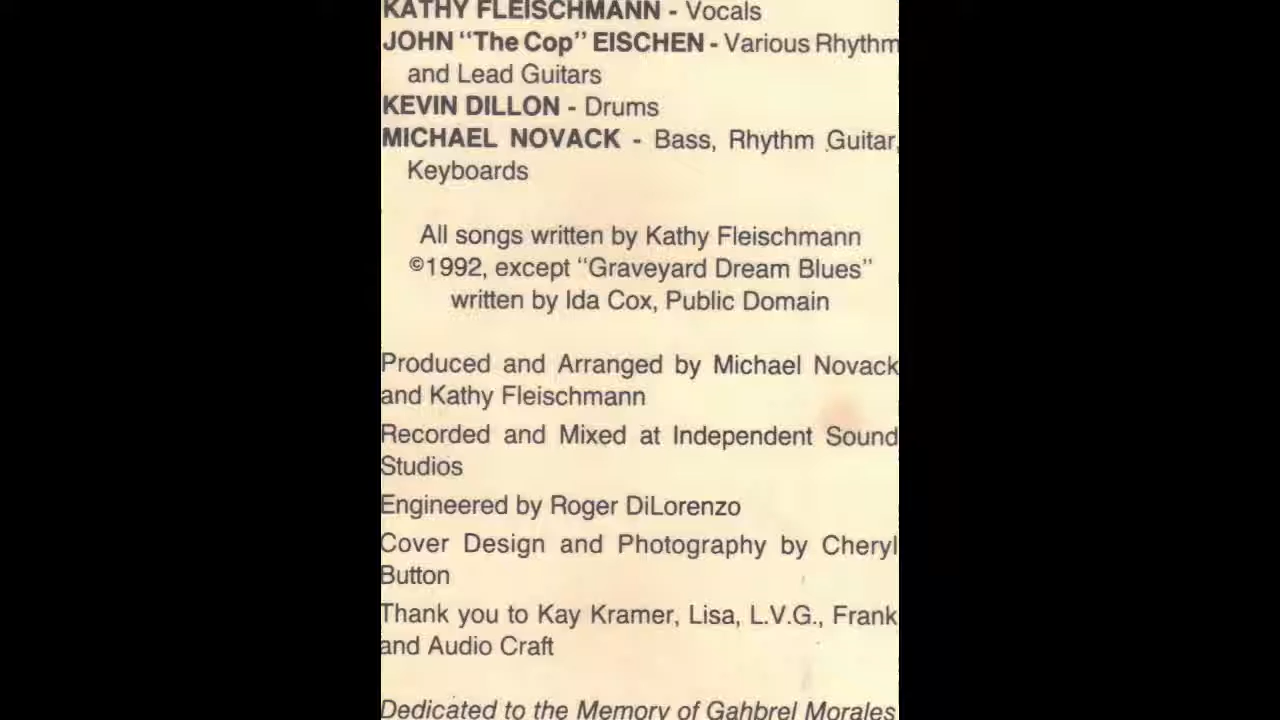 KATHY FLEISCHMANN - Vocals
JOHN "The Cop" EISCHEN - Various Rhythm
and Lead Guitars
KEVIN DILLON - Drums
MICHAEL NOVACK - Bass, Rhythm Guitar,
Keyboards
All songs written by Kathy Fleischmann
©1992, except "Graveyard Dream Blues"
written by Ida Cox, Public Domain
Produced and Arranged by Michael Novack
and Kathy Fleischmann
Recorded and Mixed at Independent Sound
Studios
Engineered by Roger DiLorenzo
Cover Design and Photography by Cheryl
Button
Thank you to Kay Kramer, Lisa, L.V.G., Frank
and Audio Craft
Dedicated to the Memory of Gahbrel Morales